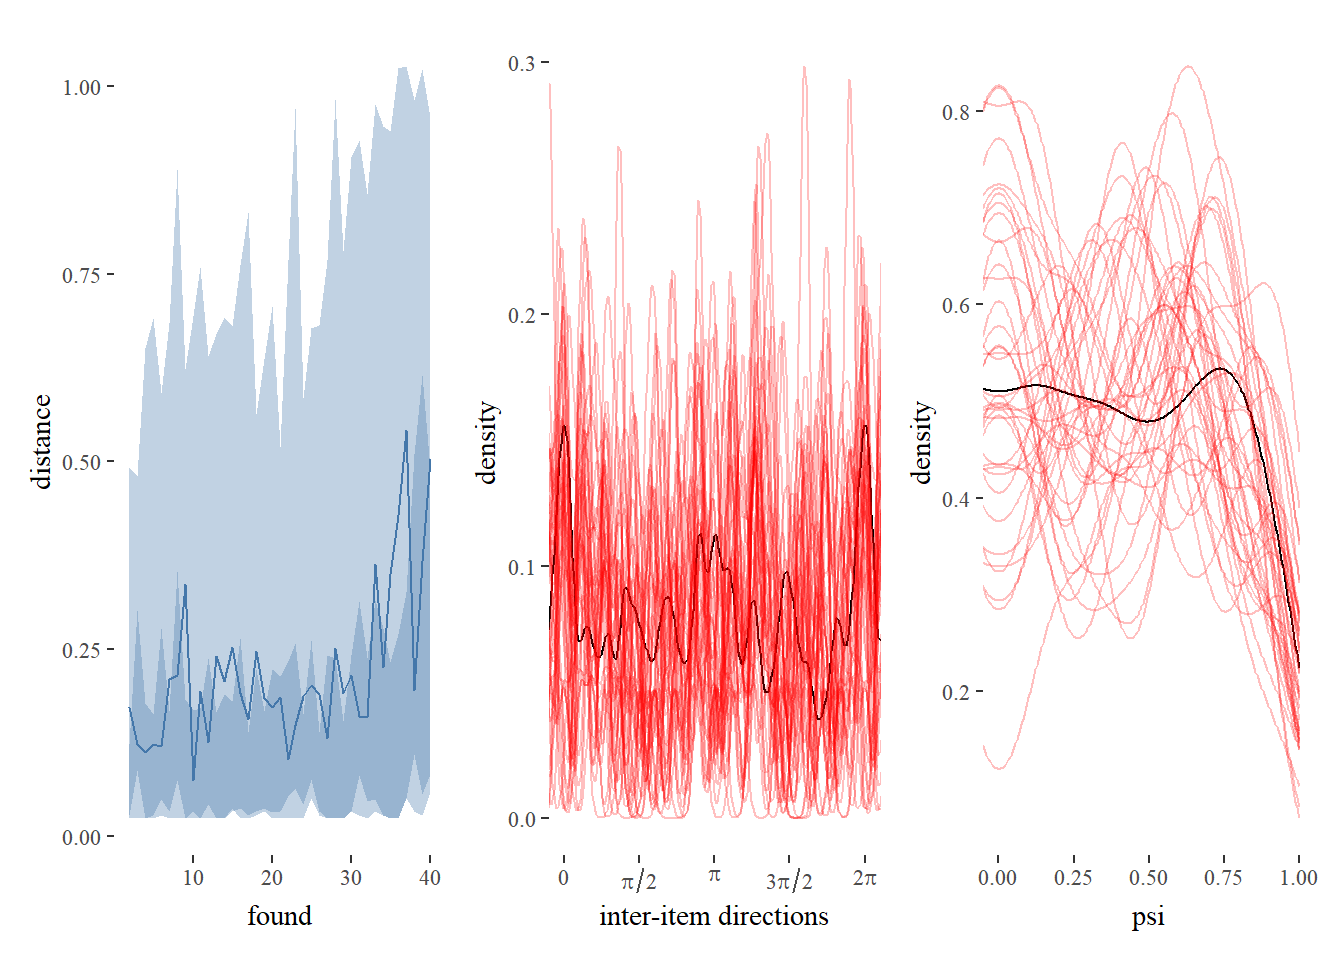 distance
1.00
0.75
0.50
0.25
0.00
10 20 30 40
found
density
0.3
0.2
0.1
0.0
0 π/2 π 3π/2 2π
inter-item directions
density
0.8
0.6
0.4
0.2
0.00 0.25 0.50 0.75 1.00
psi